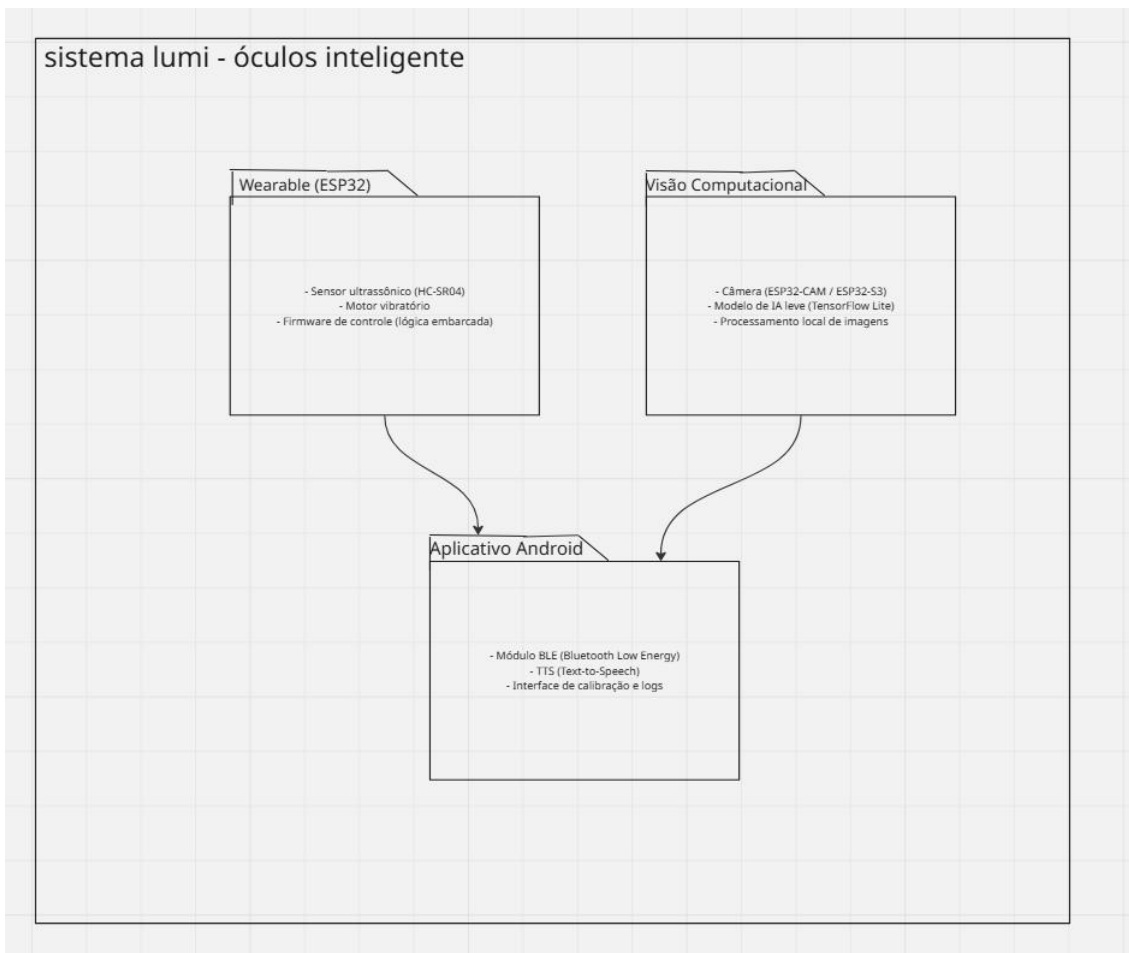 sistema lumi - óculos inteligente
Wearable (ESP32)
- Sensor ultrassônico (HC-SR04)
- Motor vibratório
- Firmware de controle (lógica embarcada)
Visão Computacional
- Câmera (ESP32-CAM / ESP32-S3)
- Modelo de IA leve (TensorFlow Lite)
- Processamento local de imagens
Aplicativo Android
- Módulo BLE (Bluetooth Low Energy)
- TTS (Text-to-Speech)
- Interface de calibração e logs